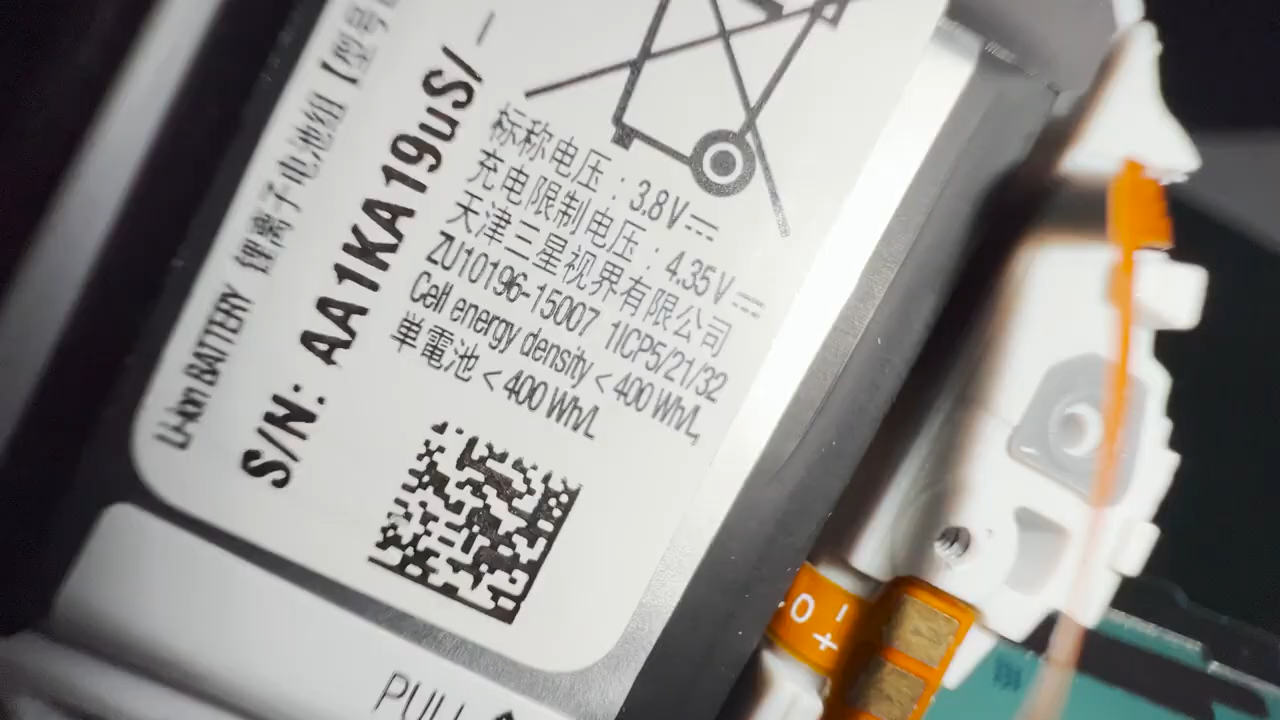 Li-ion BATTERY 锂离子电池组【型号
S/N: AA1KA19uS/
标称电压：3.8V⎓
充电限制电压：4.35V⎓
天津三星视界有限公司
ZU10196-15007 1ICP5/21/32
Cell energy density < 400 Wh/L,
単電池 < 400 Wh/L
PULL
- 0 +